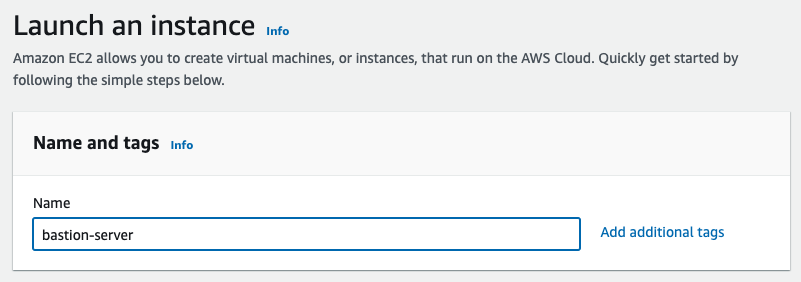 Launch an instance Info
Amazon EC2 allows you to create virtual machines, or instances, that run on the AWS Cloud. Quickly get started by
following the simple steps below.
Name and tags Info
Name
bastion-server Add additional tags